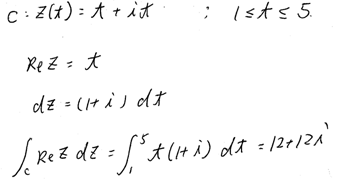 C: z(t) = t + it ; 1 ≤ t ≤ 5.
Re z = t
dz = (1+i) dt
∫_c Re z dz = ∫_1^5 t(1+i) dt = 12+12i